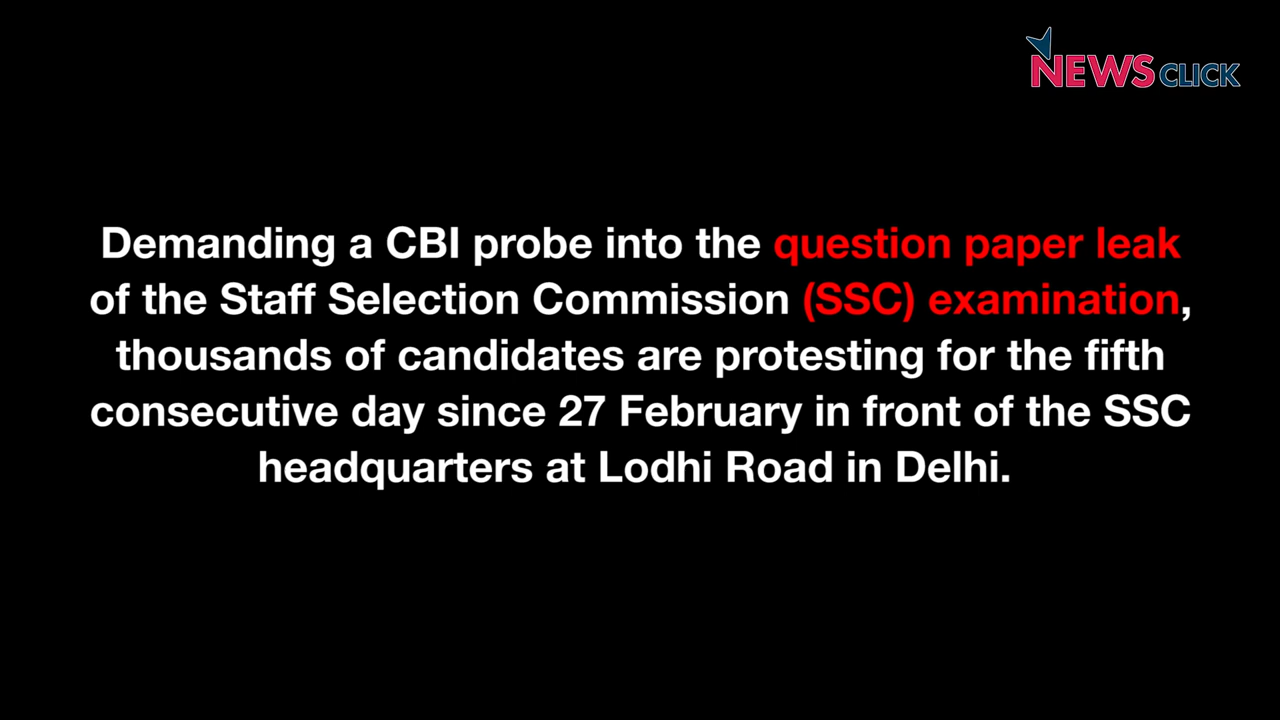 NEWSCLICK
Demanding a CBI probe into the question paper leak
of the Staff Selection Commission (SSC) examination,
thousands of candidates are protesting for the fifth
consecutive day since 27 February in front of the SSC
headquarters at Lodhi Road in Delhi.